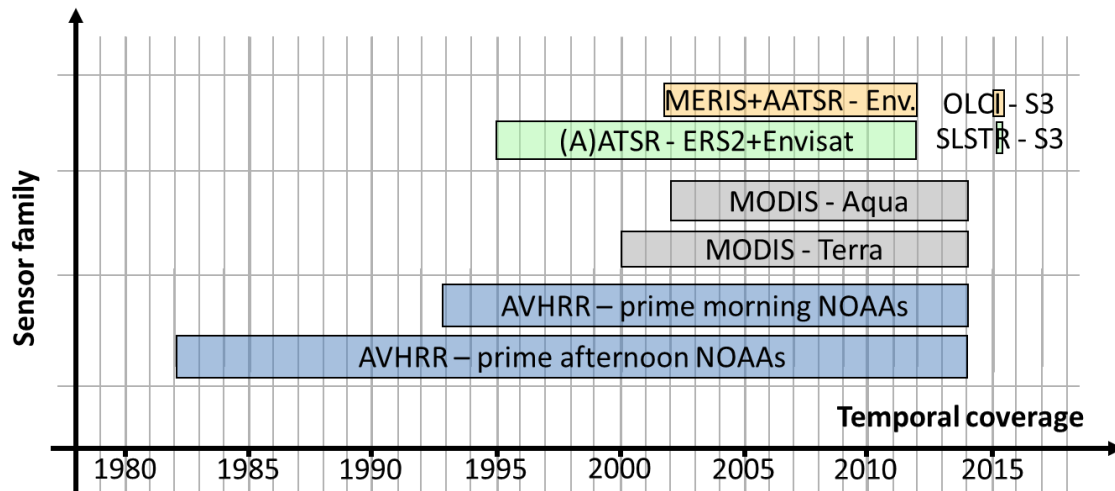 MERIS+AATSR - Env.
OLCI - S3
(A)ATSR - ERS2+Envisat
SLSTR - S3
MODIS - Aqua
MODIS - Terra
AVHRR – prime morning NOAAs
AVHRR – prime afternoon NOAAs
Sensor family
Temporal coverage
1980 1985 1990 1995 2000 2005 2010 2015